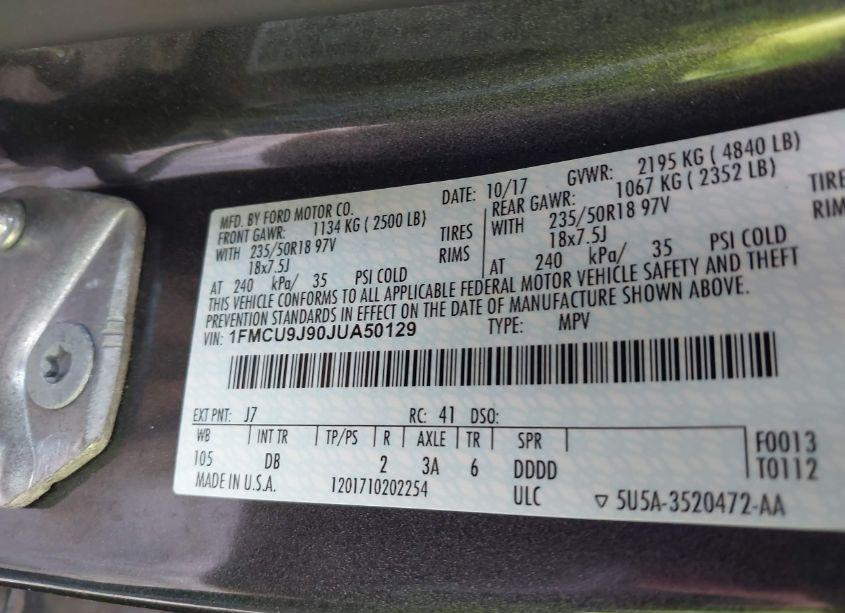 MFD. BY FORD MOTOR CO. DATE: 10/17 GVWR: 2195 KG ( 4840 LB)
FRONT GAWR: 1134 KG ( 2500 LB) REAR GAWR: 1067 KG ( 2352 LB)
WITH 235/50R18 97V TIRES WITH 235/50R18 97V TIRE
18x7.5J RIMS 18x7.5J RIMS
AT 240 kPa/ 35 PSI COLD AT 240 kPa/ 35 PSI COLD
THIS VEHICLE CONFORMS TO ALL APPLICABLE FEDERAL MOTOR VEHICLE SAFETY AND THEFT
PREVENTION STANDARDS IN EFFECT ON THE DATE OF MANUFACTURE SHOWN ABOVE.
VIN: 1FMCU9J90JUA50129 TYPE: MPV
EXT PNT: J7 RC: 41 DSO:
WB INT TR TP/PS R AXLE TR SPR F0013
105 DB 2 3A 6 DDDD T0112
MADE IN U.S.A. 1201710202254 ULC ▽ 5U5A-3520472-AA